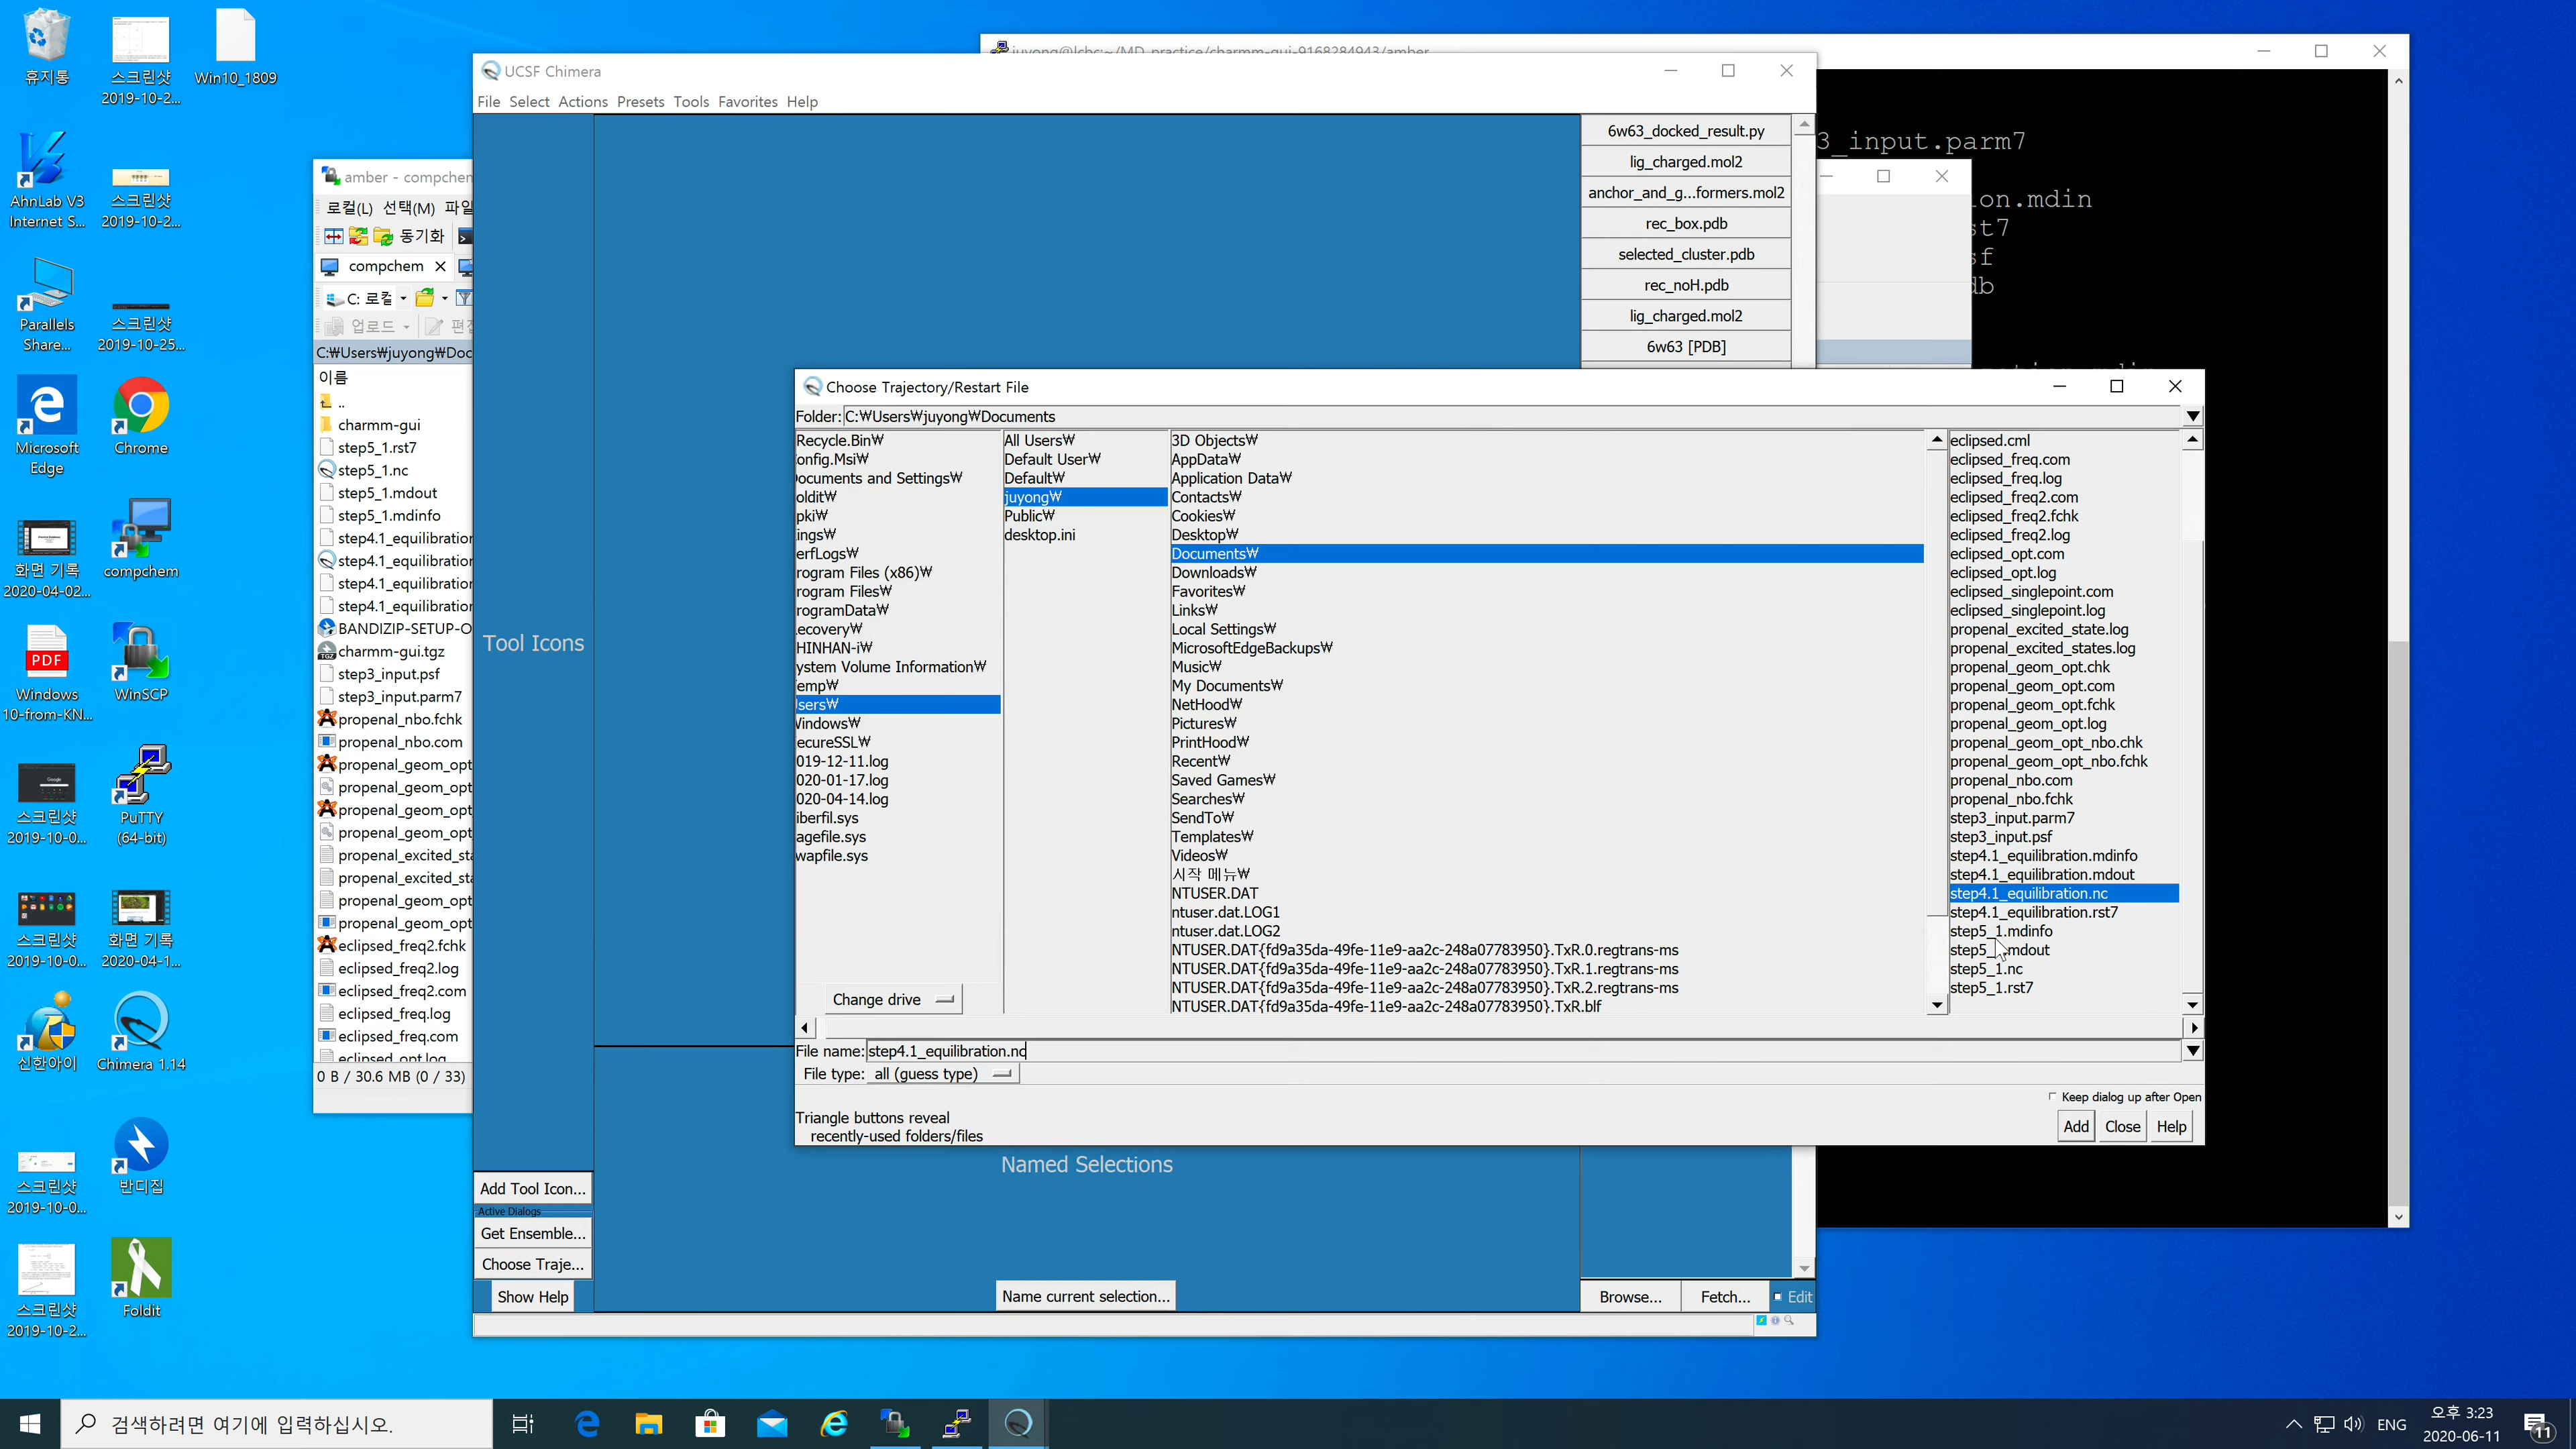 휴지통
스크린샷
2019-10-2...
Win10_1809
AhnLab V3
Internet S...
스크린샷
2019-10-2...
Parallels
Share...
스크린샷
2019-10-25...
Microsoft
Edge
Chrome
화면 기록
2020-04-02...
compchem
Windows
10-from-KN...
WinSCP
스크린샷
2019-10-0...
PuTTY
(64-bit)
스크린샷
2019-10-0...
화면 기록
2020-04-1...
신한아이
Chimera 1.14
스크린샷
2019-10-0...
반디집
스크린샷
2019-10-2...
Foldit
amber - compchem
로컬(L) 선택(M) 파일
동기화
compchem
C: 로컬
업로드 편집
C:₩Users₩juyong₩Doc
이름
..
charmm-gui
step5_1.rst7
step5_1.nc
step5_1.mdout
step5_1.mdinfo
step4.1_equilibration
step4.1_equilibration
step4.1_equilibration
step4.1_equilibration
BANDIZIP-SETUP-O
charmm-gui.tgz
step3_input.psf
step3_input.parm7
propenal_nbo.fchk
propenal_nbo.com
propenal_geom_opt
propenal_geom_opt
propenal_geom_opt
propenal_geom_opt
propenal_excited_sta
propenal_excited_sta
propenal_geom_opt
propenal_geom_opt
eclipsed_freq2.fchk
eclipsed_freq2.log
eclipsed_freq2.com
eclipsed_freq.log
eclipsed_freq.com
eclipsed_opt.log
0 B / 30.6 MB (0 / 33)
juyong@lcbc:~/MD_practice/charmm-gui-9168284943/amber
3_input.parm7
ion.mdin
st7
sf
db
UCSF Chimera
File Select Actions Presets Tools Favorites Help
Tool Icons
6w63_docked_result.py
lig_charged.mol2
anchor_and_g...formers.mol2
rec_box.pdb
selected_cluster.pdb
rec_noH.pdb
lig_charged.mol2
6w63 [PDB]
Add Tool Icon...
Active Dialogs
Get Ensemble...
Choose Traje...
Show Help
Named Selections
Name current selection...
Browse...
Fetch...
Edit
Choose Trajectory/Restart File
Folder: C:₩Users₩juyong₩Documents
Recycle.Bin₩
onfig.Msi₩
ocuments and Settings₩
oldit₩
pki₩
ings₩
erfLogs₩
rogram Files (x86)₩
rogram Files₩
rogramData₩
ecovery₩
HINHAN-i₩
ystem Volume Information₩
emp₩
sers₩
Windows₩
ecureSSL₩
019-12-11.log
020-01-17.log
020-04-14.log
iberfil.sys
agefile.sys
wapfile.sys
Change drive
All Users₩
Default User₩
Default₩
juyong₩
Public₩
desktop.ini
3D Objects₩
AppData₩
Application Data₩
Contacts₩
Cookies₩
Desktop₩
Documents₩
Downloads₩
Favorites₩
Links₩
Local Settings₩
MicrosoftEdgeBackups₩
Music₩
My Documents₩
NetHood₩
Pictures₩
PrintHood₩
Recent₩
Saved Games₩
Searches₩
SendTo₩
Templates₩
Videos₩
시작 메뉴₩
NTUSER.DAT
ntuser.dat.LOG1
ntuser.dat.LOG2
NTUSER.DAT{fd9a35da-49fe-11e9-aa2c-248a07783950}.TxR.0.regtrans-ms
NTUSER.DAT{fd9a35da-49fe-11e9-aa2c-248a07783950}.TxR.1.regtrans-ms
NTUSER.DAT{fd9a35da-49fe-11e9-aa2c-248a07783950}.TxR.2.regtrans-ms
NTUSER.DAT{fd9a35da-49fe-11e9-aa2c-248a07783950}.TxR.blf
eclipsed.cml
eclipsed_freq.com
eclipsed_freq.log
eclipsed_freq2.com
eclipsed_freq2.fchk
eclipsed_freq2.log
eclipsed_opt.com
eclipsed_opt.log
eclipsed_singlepoint.com
eclipsed_singlepoint.log
propenal_excited_state.log
propenal_excited_states.log
propenal_geom_opt.chk
propenal_geom_opt.com
propenal_geom_opt.fchk
propenal_geom_opt.log
propenal_geom_opt_nbo.chk
propenal_geom_opt_nbo.fchk
propenal_nbo.com
propenal_nbo.fchk
step3_input.parm7
step3_input.psf
step4.1_equilibration.mdinfo
step4.1_equilibration.mdout
step4.1_equilibration.nc
step4.1_equilibration.rst7
step5_1.mdinfo
step5_1.mdout
step5_1.nc
step5_1.rst7
File name: step4.1_equilibration.nc
File type: all (guess type)
Keep dialog up after Open
Triangle buttons reveal
recently-used folders/files
Add Close Help
검색하려면 여기에 입력하십시오.
ENG
오후 3:23
2020-06-11
11